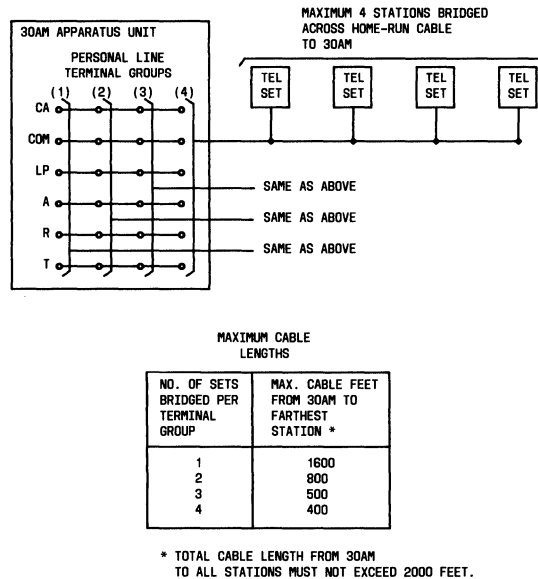 MAXIMUM 4 STATIONS BRIDGED
ACROSS HOME-RUN CABLE
TO 30AM
30AM APPARATUS UNIT
PERSONAL LINE
TERMINAL GROUPS
(1) (2) (3) (4)
TEL SET
TEL SET
TEL SET
TEL SET
CA
COM
LP
A
R
T
SAME AS ABOVE
SAME AS ABOVE
SAME AS ABOVE
MAXIMUM CABLE
LENGTHS
NO. OF SETS
BRIDGED PER
TERMINAL
GROUP
MAX. CABLE FEET
FROM 30AM TO
FARTHEST
STATION *
1 1600
2 800
3 500
4 400
* TOTAL CABLE LENGTH FROM 30AM
TO ALL STATIONS MUST NOT EXCEED 2000 FEET.